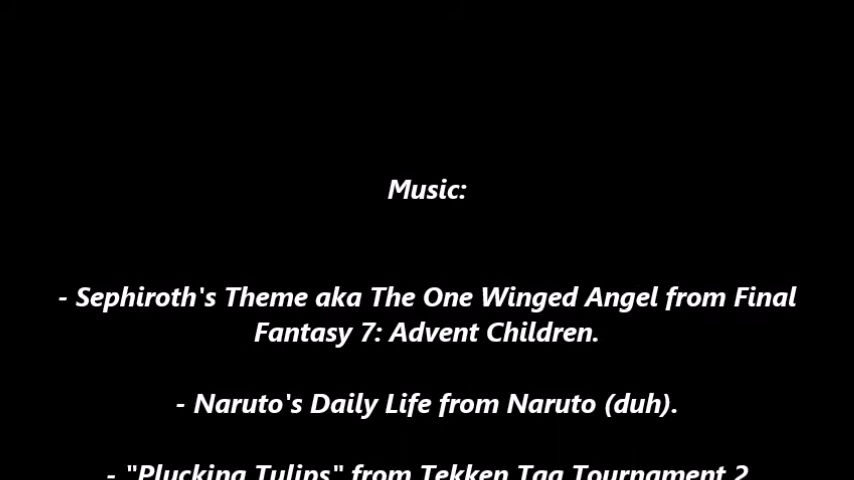 Music:
- Sephiroth's Theme aka The One Winged Angel from Final
Fantasy 7: Advent Children.
- Naruto's Daily Life from Naruto (duh).
- "Plucking Tulips" from Tekken Tag Tournament 2